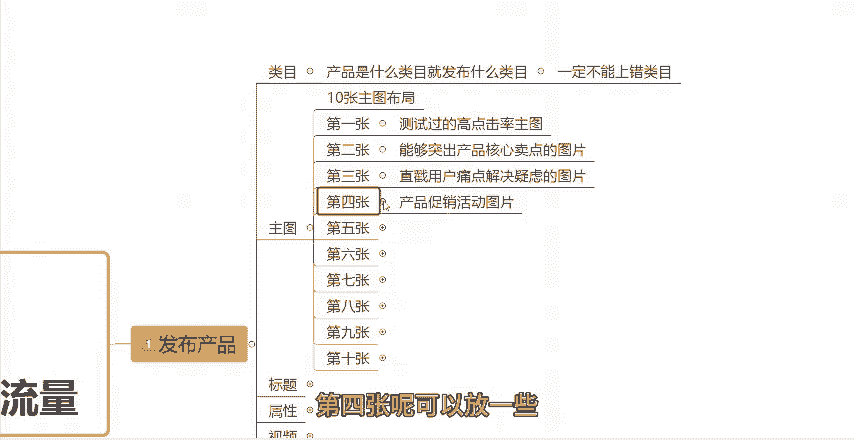 类目 产品是什么类目就发布什么类目 一定不能上错类目
10张主图布局
第一张 测试过的高点击率主图
第二张 能够突出产品核心卖点的图片
第三张 直戳用户痛点解决疑虑的图片
第四张 产品促销活动图片
主图 第五张
第六张
第七张
第八张
第九张
1 发布产品
第十张
标题
流量
属性
第四张呢可以放一些
视频